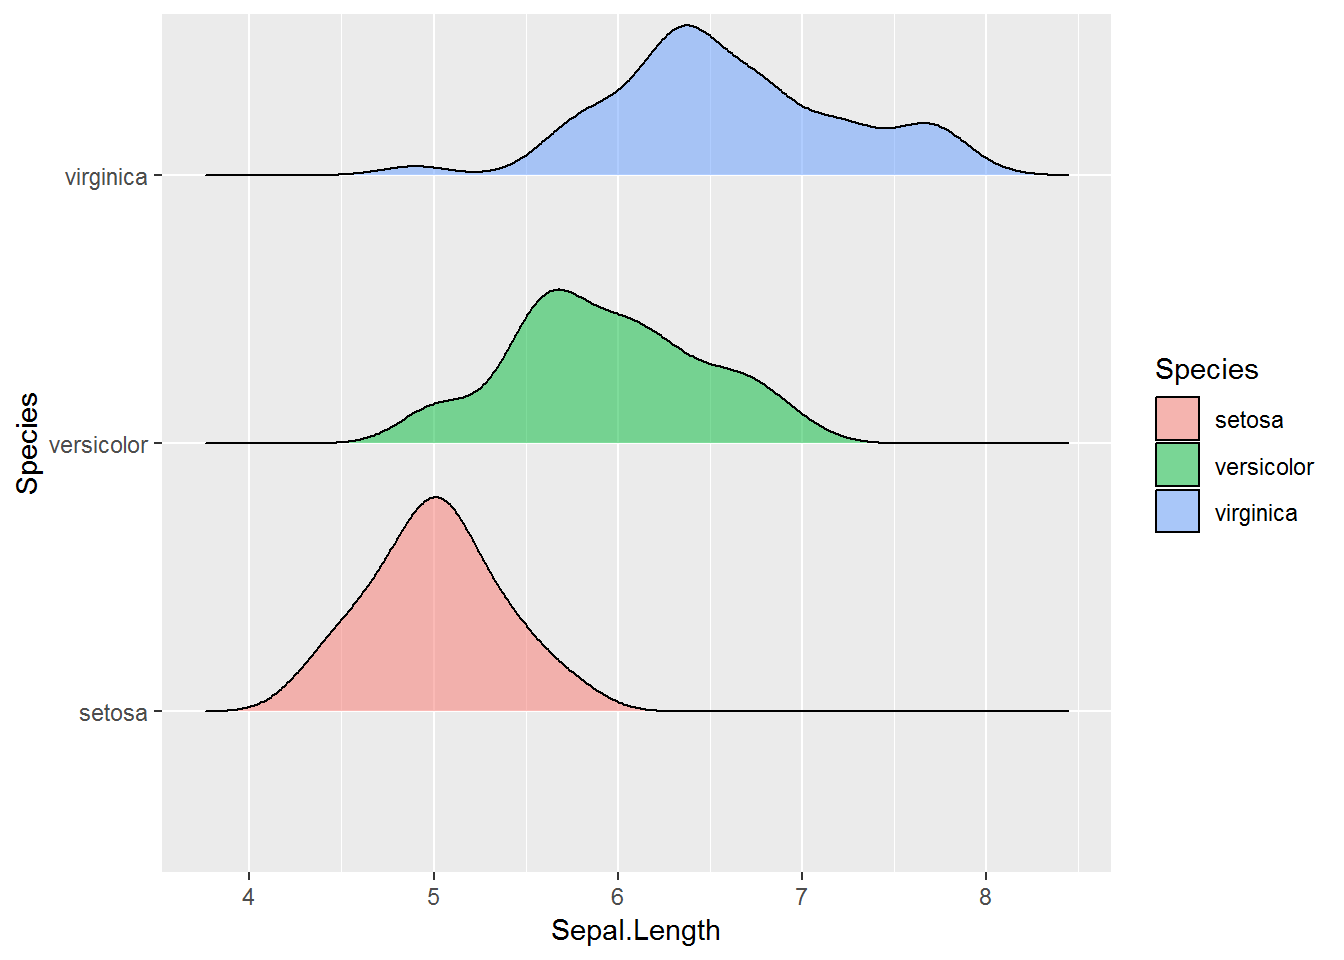 virginica
versicolor
setosa
Species
4 5 6 7 8
Sepal.Length
Species
setosa
versicolor
virginica